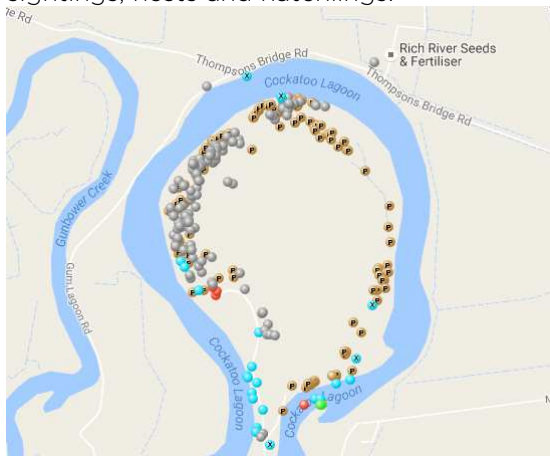 sightings, nests and hatchlings.
Thompsons Bridge Rd
Rich River Seeds
& Fertiliser
Cockatoo Lagoon
Thompsons Bridge Rd
Gunbower Creek
Gum Lagoon Rd
Cockatoo Lagoon
Lagoon